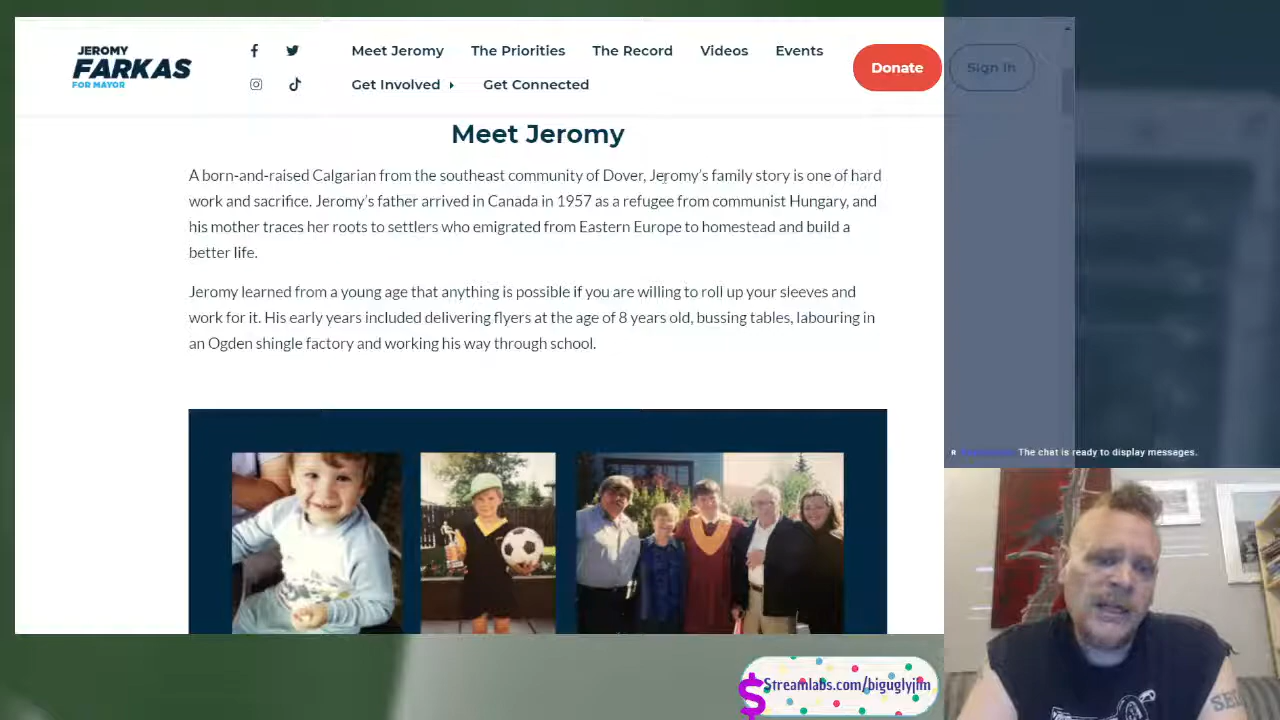 JEROMY
FARKAS
FOR MAYOR
Meet Jeromy
The Priorities
The Record
Videos
Events
Get Involved
Get Connected
Donate
Sign In
Meet Jeromy
A born-and-raised Calgarian from the southeast community of Dover, Jeromy's family story is one of hard
work and sacrifice. Jeromy's father arrived in Canada in 1957 as a refugee from communist Hungary, and
his mother traces her roots to settlers who emigrated from Eastern Europe to homestead and build a
better life.
Jeromy learned from a young age that anything is possible if you are willing to roll up your sleeves and
work for it. His early years included delivering flyers at the age of 8 years old, bussing tables, labouring in
an Ogden shingle factory and working his way through school.
The chat is ready to display messages.
$Streamlabs.com/biguglyjim